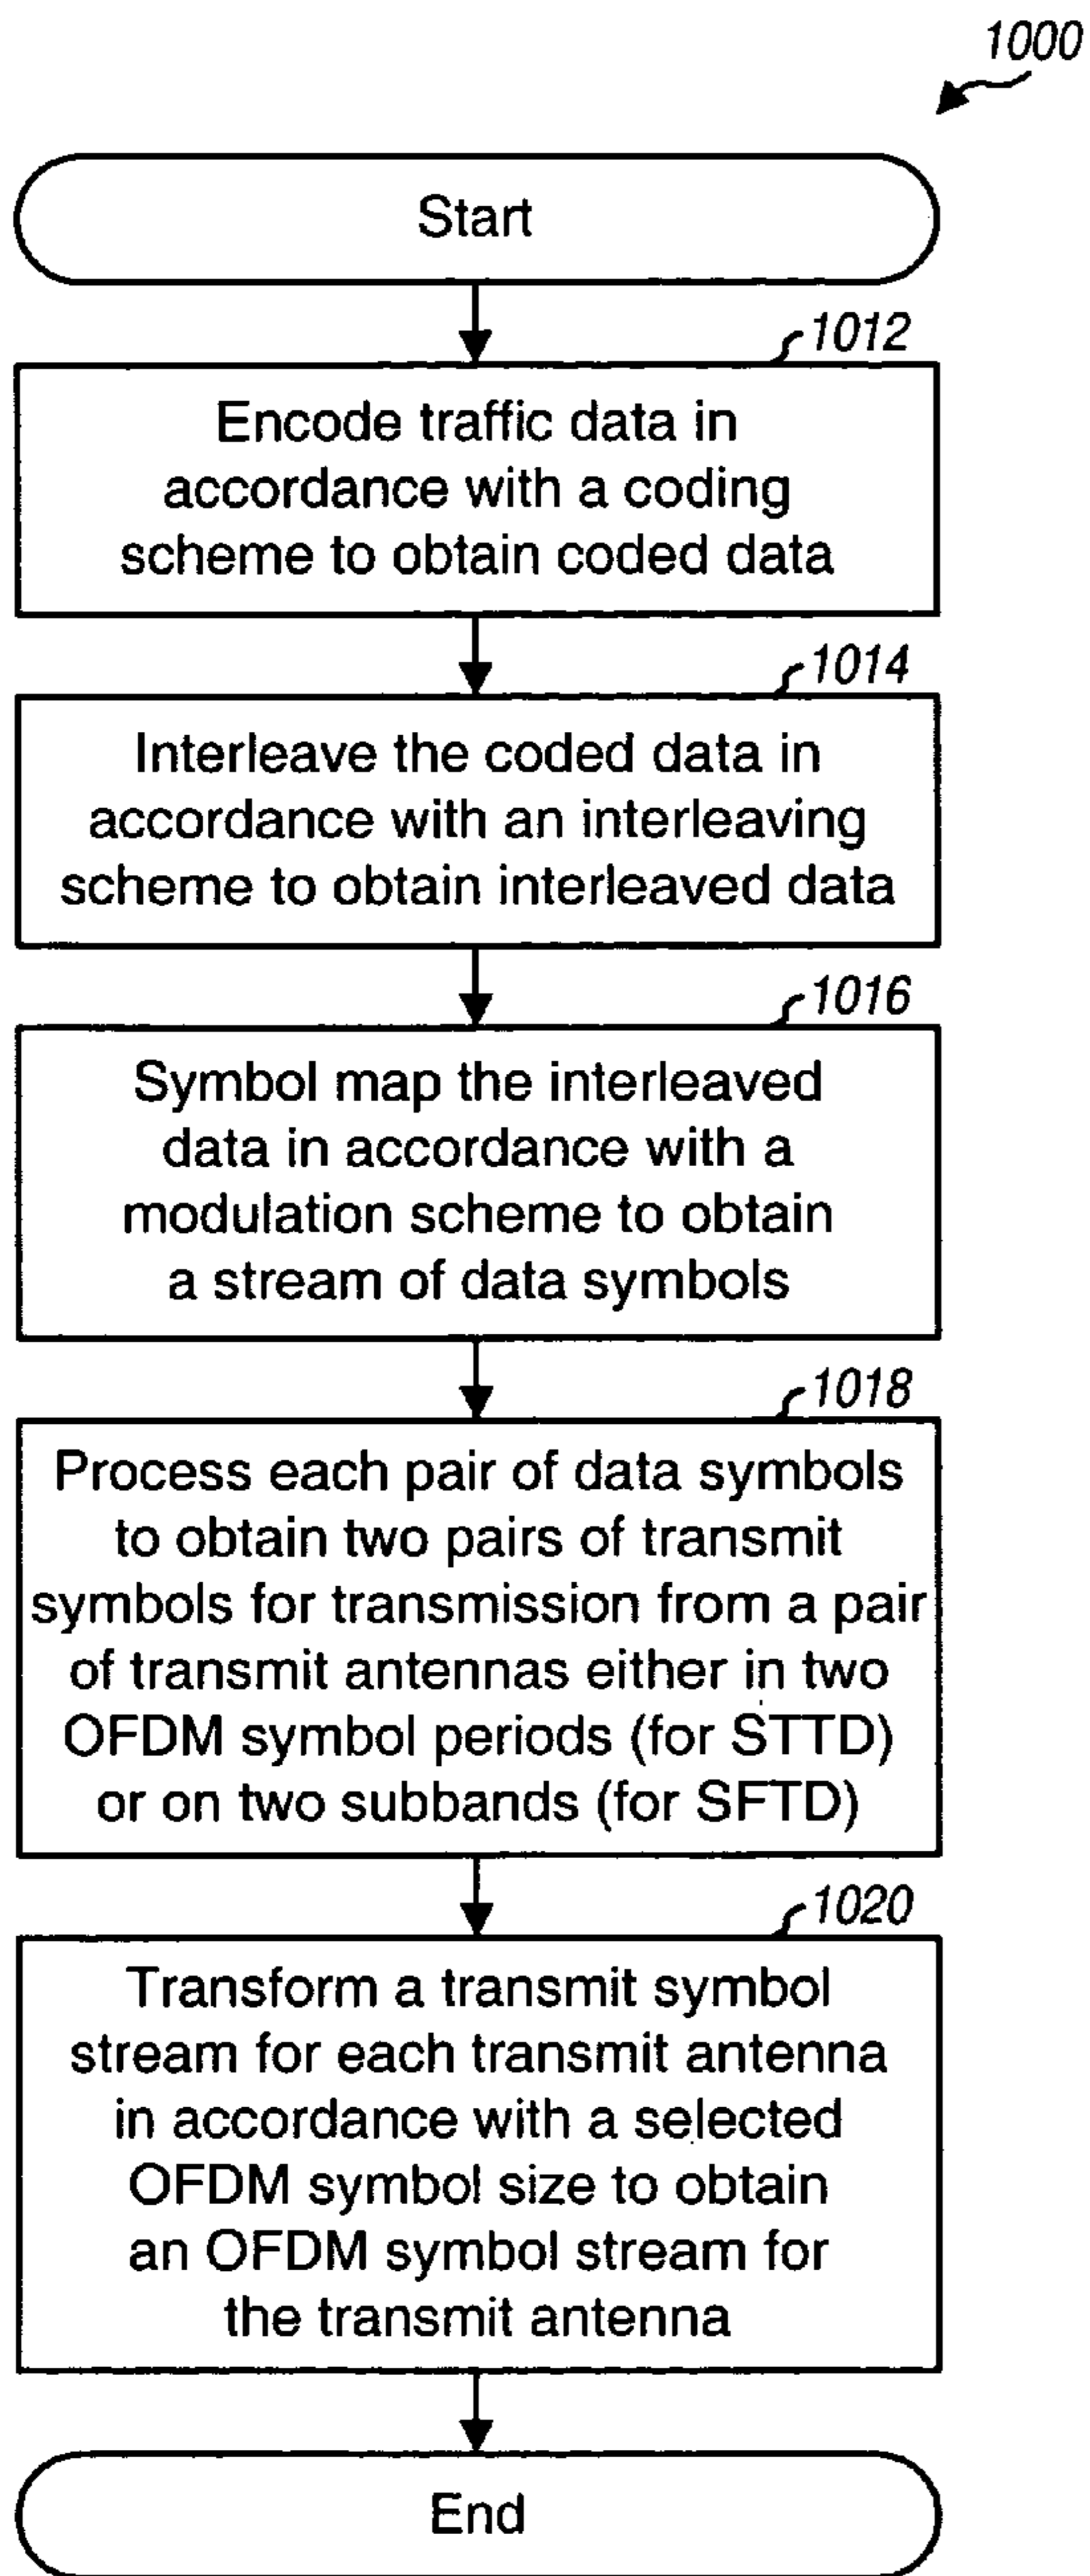 1000
Start
1012
Encode traffic data in
accordance with a coding
scheme to obtain coded data
1014
Interleave the coded data in
accordance with an interleaving
scheme to obtain interleaved data
1016
Symbol map the interleaved
data in accordance with a
modulation scheme to obtain
a stream of data symbols
1018
Process each pair of data symbols
to obtain two pairs of transmit
symbols for transmission from a pair
of transmit antennas either in two
OFDM symbol periods (for STTD)
or on two subbands (for SFTD)
1020
Transform a transmit symbol
stream for each transmit antenna
in accordance with a selected
OFDM symbol size to obtain
an OFDM symbol stream for
the transmit antenna
End